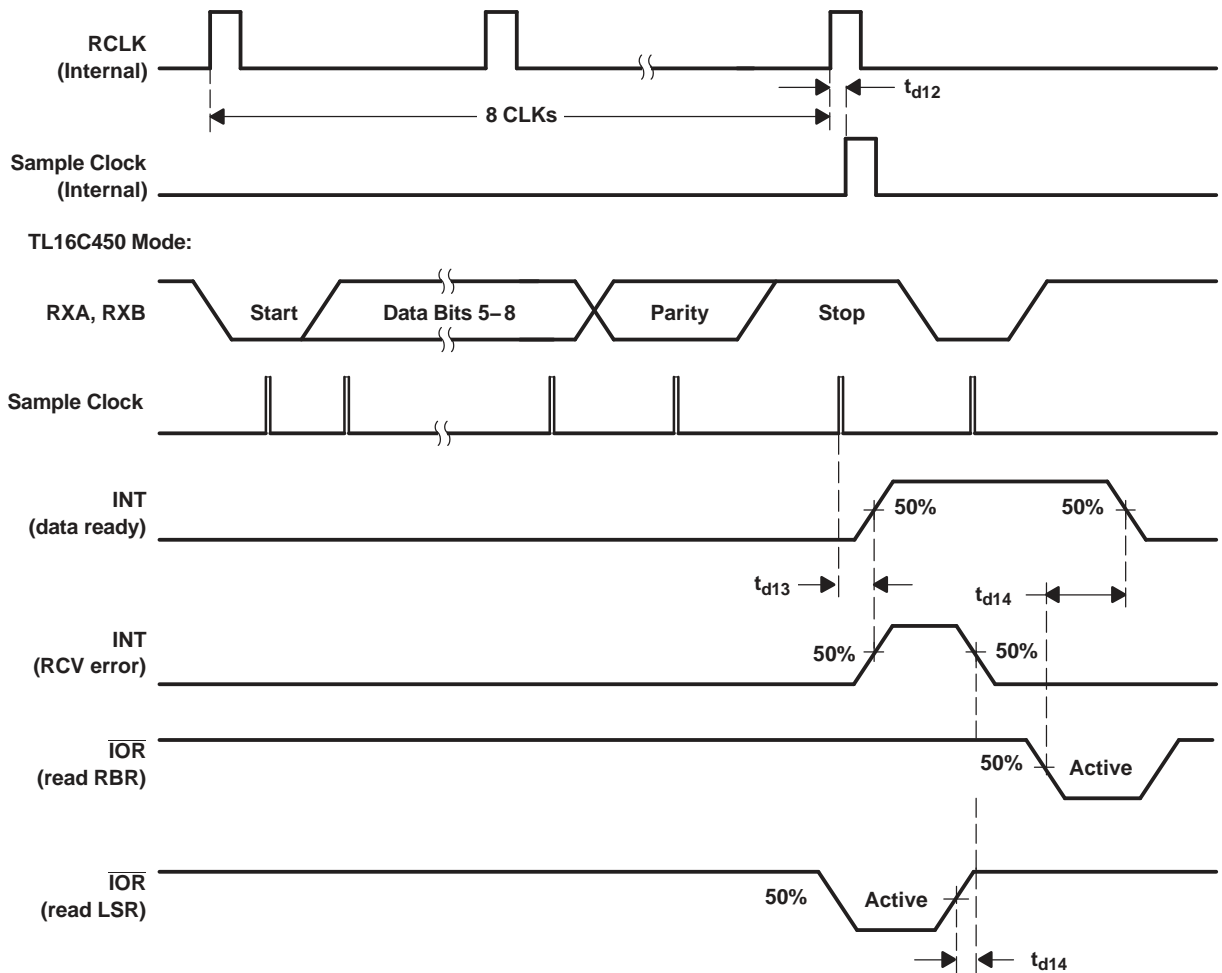 RCLK
(Internal)
t_d12
8 CLKs
Sample Clock
(Internal)
TL16C450 Mode:
RXA, RXB
Start
Data Bits 5–8
Parity
Stop
Sample Clock
INT
(data ready)
50%
50%
t_d13
t_d14
INT
(RCV error)
50%
50%
IOR
(read RBR)
50%
Active
IOR
(read LSR)
50%
Active
t_d14